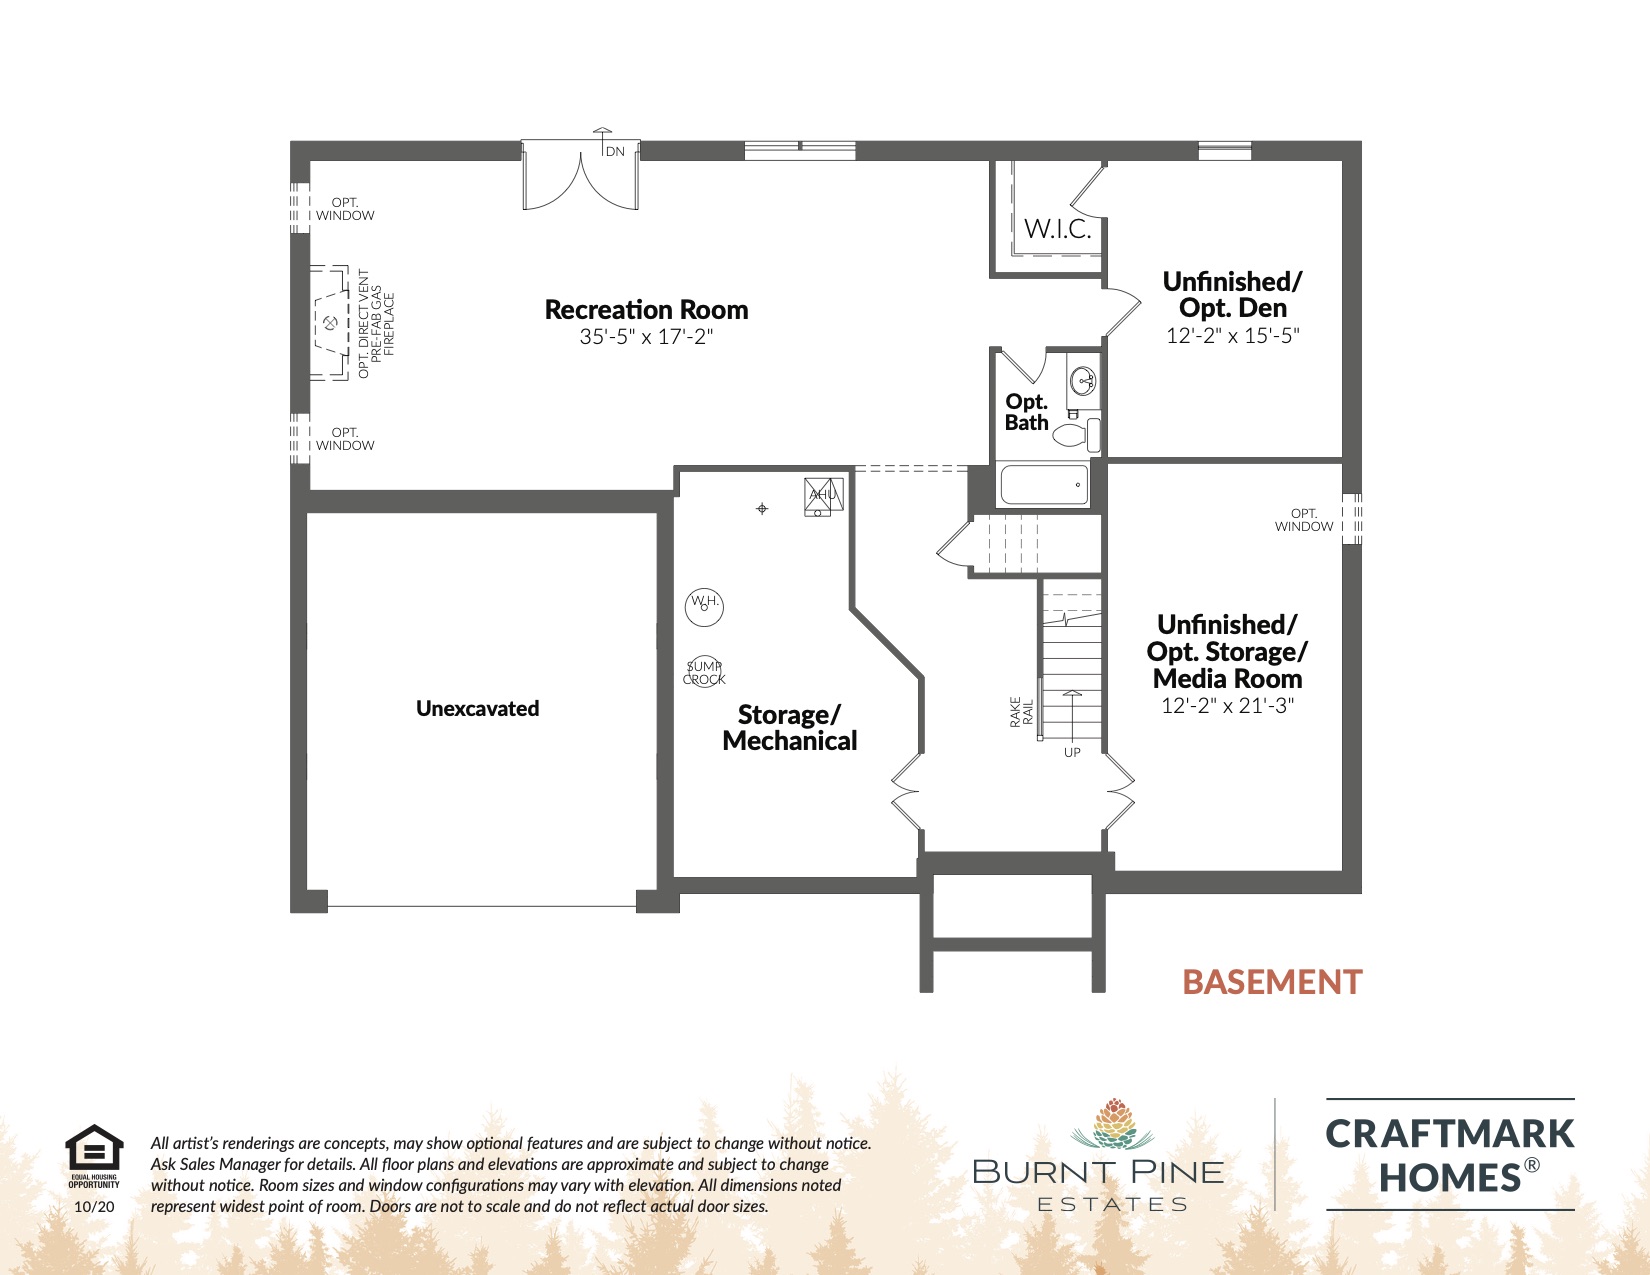 DN
OPT.
WINDOW
W.I.C.
OPT. DIRECT VENT
PRE-FAB GAS
FIREPLACE
Recreation Room
35'-5" x 17'-2"
Unfinished/
Opt. Den
12'-2" x 15'-5"
Opt.
Bath
OPT.
WINDOW
AHU
OPT.
WINDOW
W.H.
SUMP
CROCK
Unexcavated
Storage/
Mechanical
RAKE
RAIL
UP
Unfinished/
Opt. Storage/
Media Room
12'-2" x 21'-3"
BASEMENT
EQUAL HOUSING
OPPORTUNITY
10/20
All artist's renderings are concepts, may show optional features and are subject to change without notice.
Ask Sales Manager for details. All floor plans and elevations are approximate and subject to change
without notice. Room sizes and window configurations may vary with elevation. All dimensions noted
represent widest point of room. Doors are not to scale and do not reflect actual door sizes.
BURNT PINE
ESTATES
CRAFTMARK
HOMES®